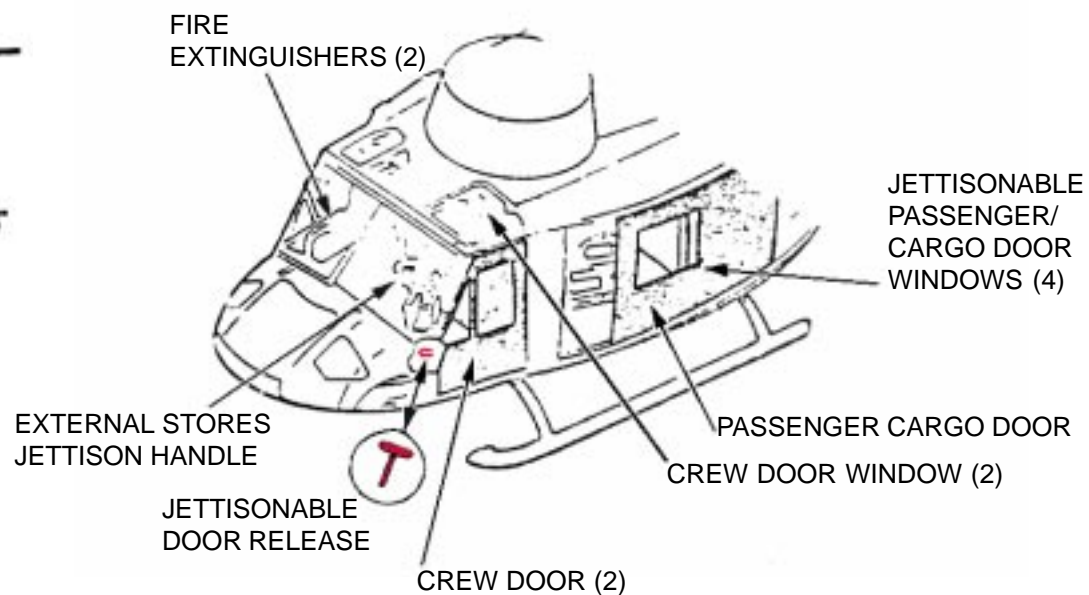 FIRE
EXTINGUISHERS (2)
JETTISONABLE
PASSENGER/
CARGO DOOR
WINDOWS (4)
EXTERNAL STORES
JETTISON HANDLE
PASSENGER CARGO DOOR
CREW DOOR WINDOW (2)
JETTISONABLE
DOOR RELEASE
CREW DOOR (2)